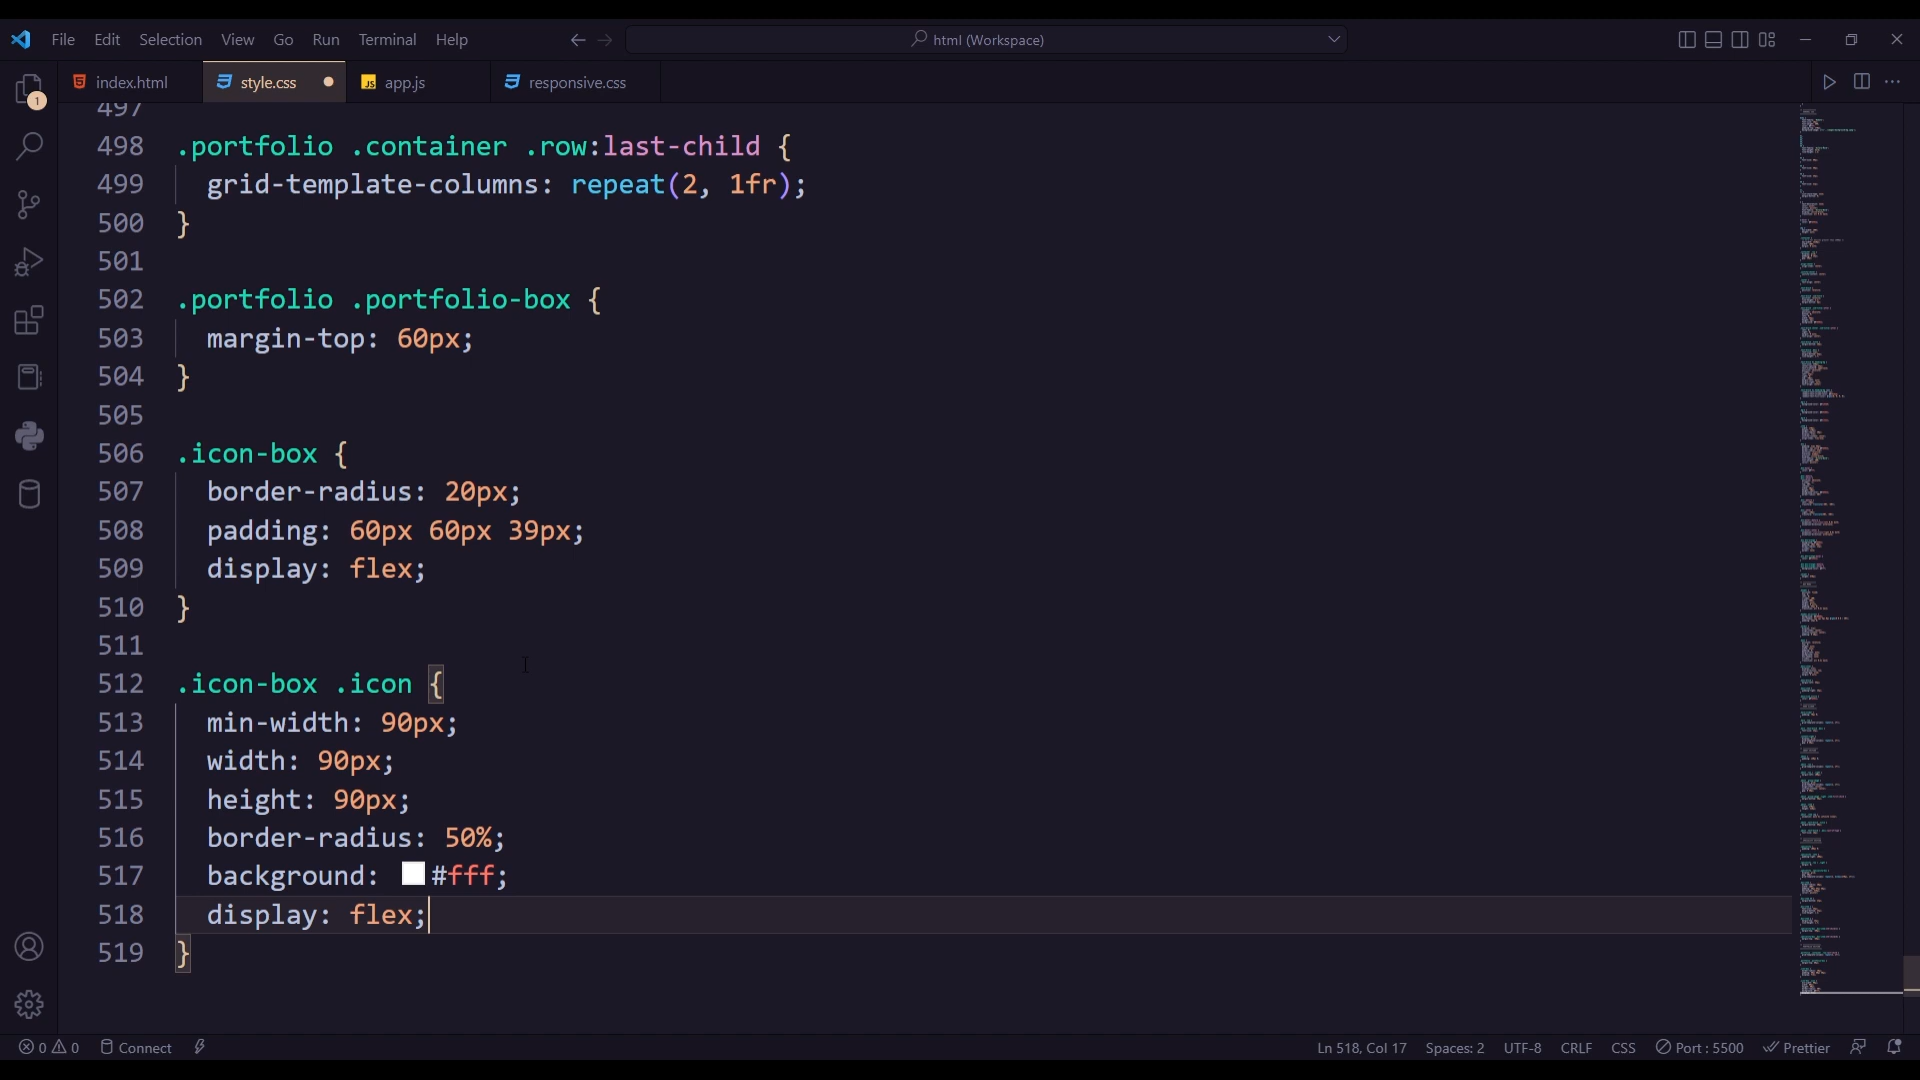 File Edit Selection View Go Run Terminal Help
html (Workspace)
index.html style.css app.js responsive.css
1
497
498 .portfolio .container .row:last-child {
499 grid-template-columns: repeat(2, 1fr);
500 }
501
502 .portfolio .portfolio-box {
503 margin-top: 60px;
504 }
505
506 .icon-box {
507 border-radius: 20px;
508 padding: 60px 60px 39px;
509 display: flex;
510 }
511
512 .icon-box .icon {
513 min-width: 90px;
514 width: 90px;
515 height: 90px;
516 border-radius: 50%;
517 background: #fff;
518 display: flex;
519 }
0 0 Connect Ln 518, Col 17 Spaces: 2 UTF-8 CRLF CSS Port : 5500 Prettier